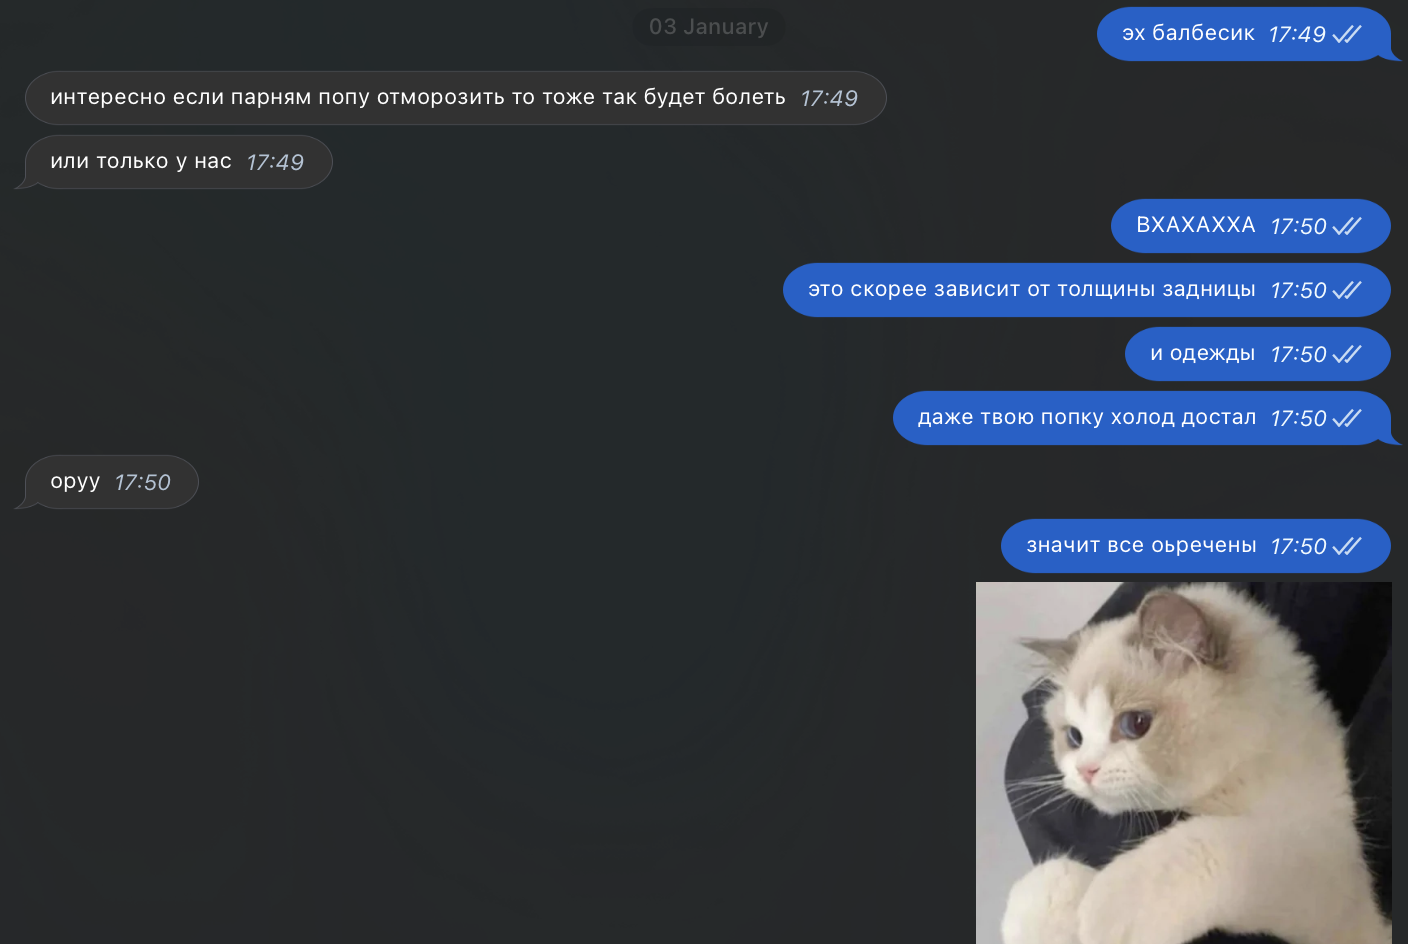 03 January
эх балбесик 17:49
интересно если парням попу отморозить то тоже так будет болеть 17:49
или только у нас 17:49
ВХАХАХХА 17:50
это скорее зависит от толщины задницы 17:50
и одежды 17:50
даже твою попку холод достал 17:50
оруу 17:50
значит все оьречены 17:50